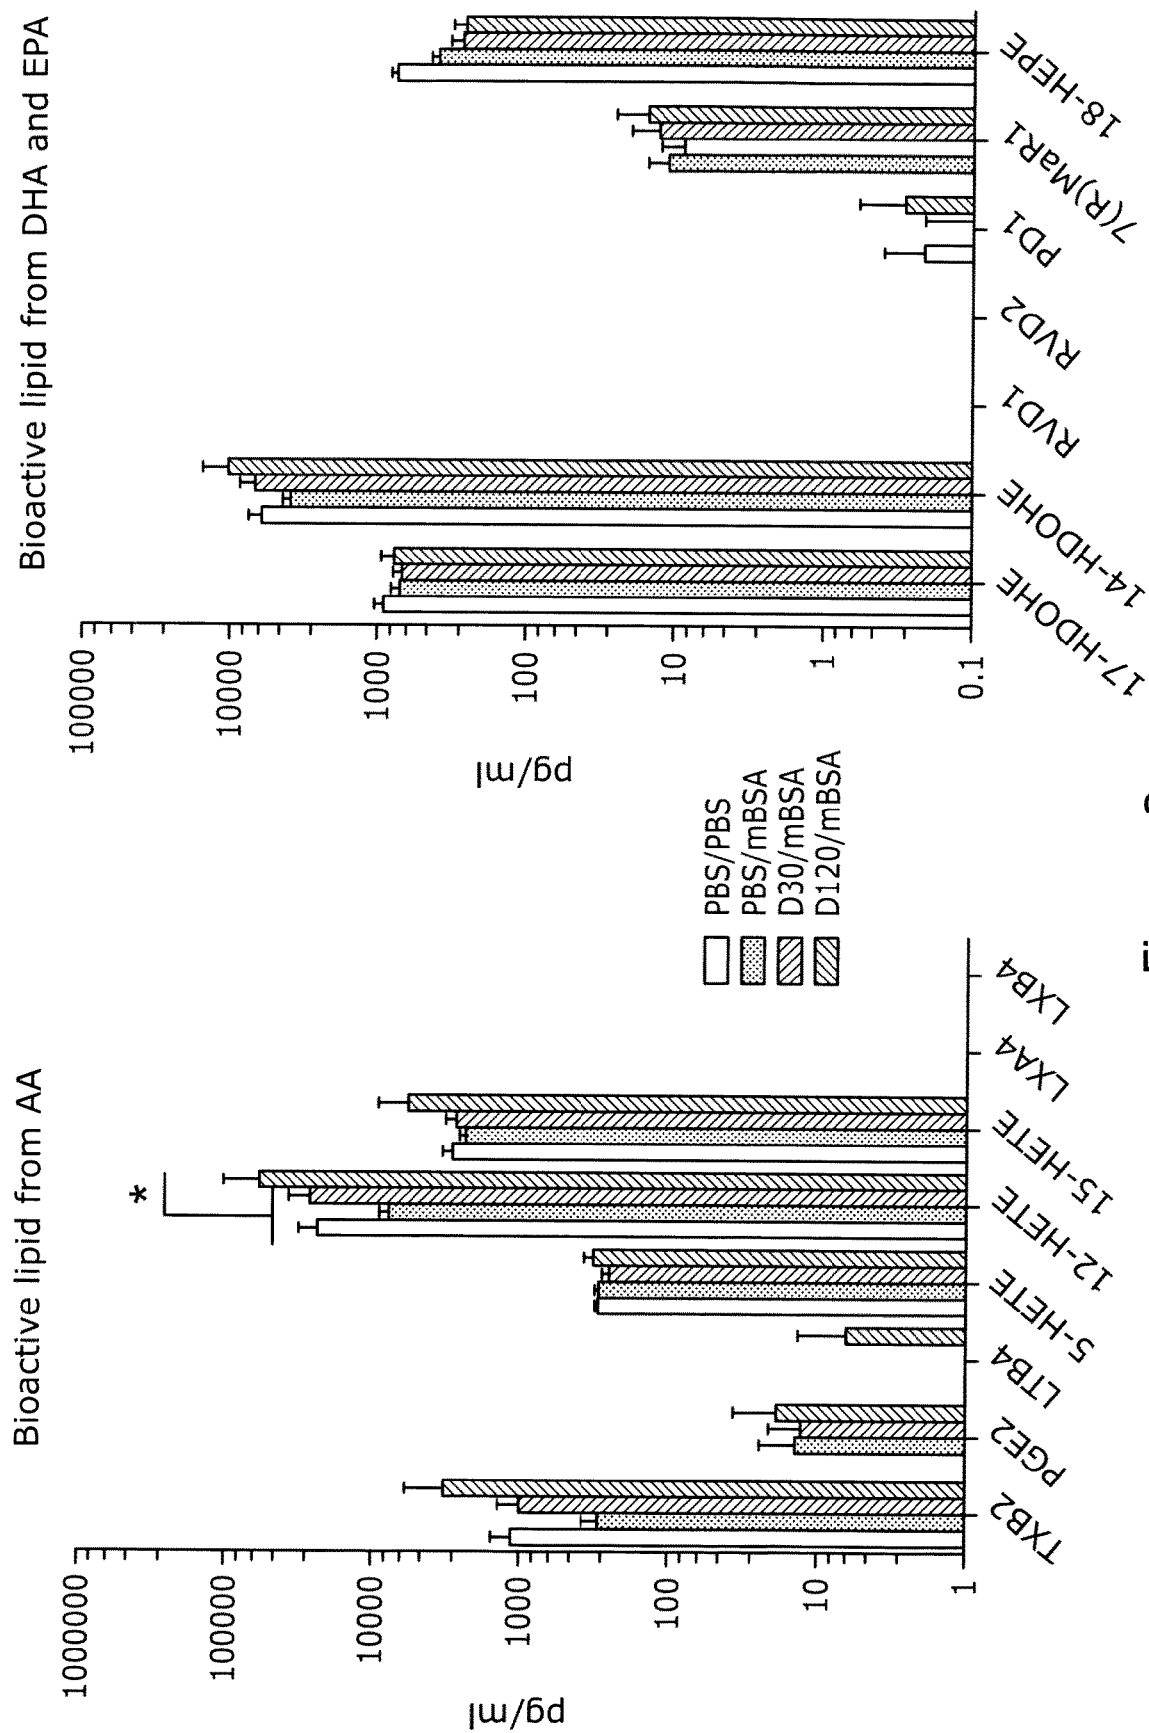 Bioactive lipid from AA
1000000
100000
10000
1000
100
10
1
pg/ml
TXB2
PGE2
LTB4
5-HETE
12-HETE
15-HETE
LXA4
LXB4
*
PBS/PBS
PBS/mBSA
D30/mBSA
D120/mBSA
Bioactive lipid from DHA and EPA
100000
10000
1000
100
10
1
0.1
pg/ml
17-HDOHE
14-HDOHE
RVD1
RVD2
PD1
7(R)MaR1
18-HEPE